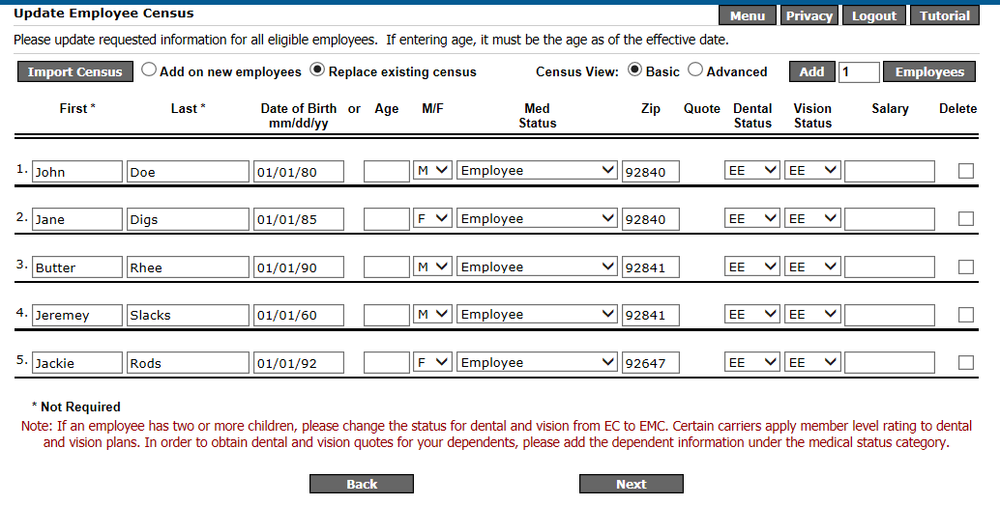 Update Employee Census Menu Privacy Logout Tutorial
Please update requested information for all eligible employees. If entering age, it must be the age as of the effective date.
Import Census Add on new employees Replace existing census Census View: Basic Advanced Add 1 Employees
First * Last * Date of Birth or Age M/F Med Zip Quote Dental Vision Salary Delete
mm/dd/yy Status Status Status
1. John Doe 01/01/80 M Employee 92840 EE EE
2. Jane Digs 01/01/85 F Employee 92840 EE EE
3. Butter Rhee 01/01/90 M Employee 92841 EE EE
4. Jeremey Slacks 01/01/60 M Employee 92841 EE EE
5. Jackie Rods 01/01/92 F Employee 92647 EE EE
* Not Required
Note: If an employee has two or more children, please change the status for dental and vision from EC to EMC. Certain carriers apply member level rating to dental
and vision plans. In order to obtain dental and vision quotes for your dependents, please add the dependent information under the medical status category.
Back Next